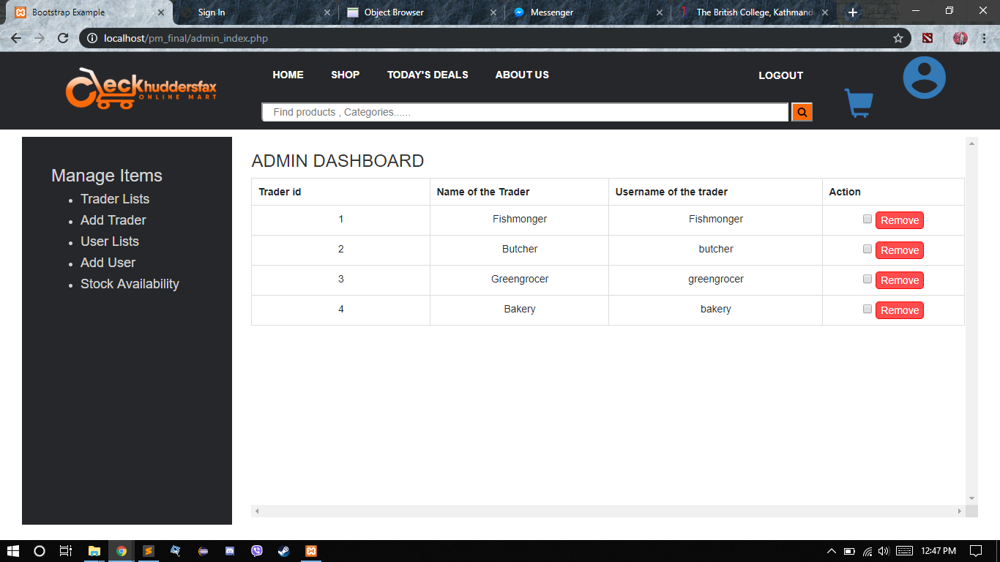 Bootstrap Example
Sign In
Object Browser
Messenger
The British College, Kathmand
localhost/pm_final/admin_index.php
HOME SHOP TODAY'S DEALS ABOUT US LOGOUT
eck huddersfax
ONLINE MART
Find products , Categories......
Manage Items
Trader Lists
Add Trader
User Lists
Add User
Stock Availability
ADMIN DASHBOARD
Trader id Name of the Trader Username of the trader Action
1 Fishmonger Fishmonger Remove
2 Butcher butcher Remove
3 Greengrocer greengrocer Remove
4 Bakery bakery Remove
12:47 PM